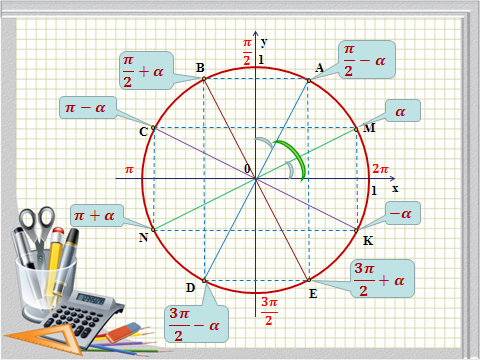 π/2
y
π/2 + α
B
1
A
π/2 − α
π − α
C
M
α
π
0
2π
1
x
π + α
N
K
−α
D
E
3π/2 − α
3π/2
3π/2 + α